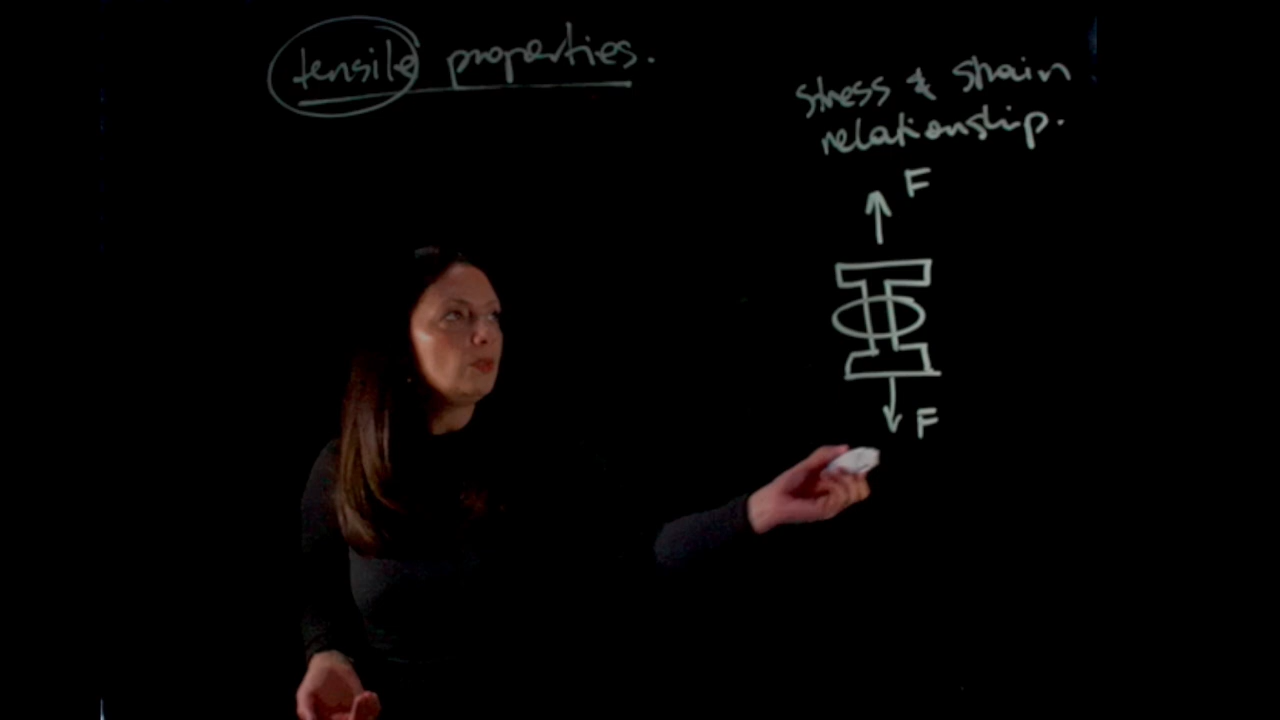 tensile properties.
stress & strain
relationship.
F
F